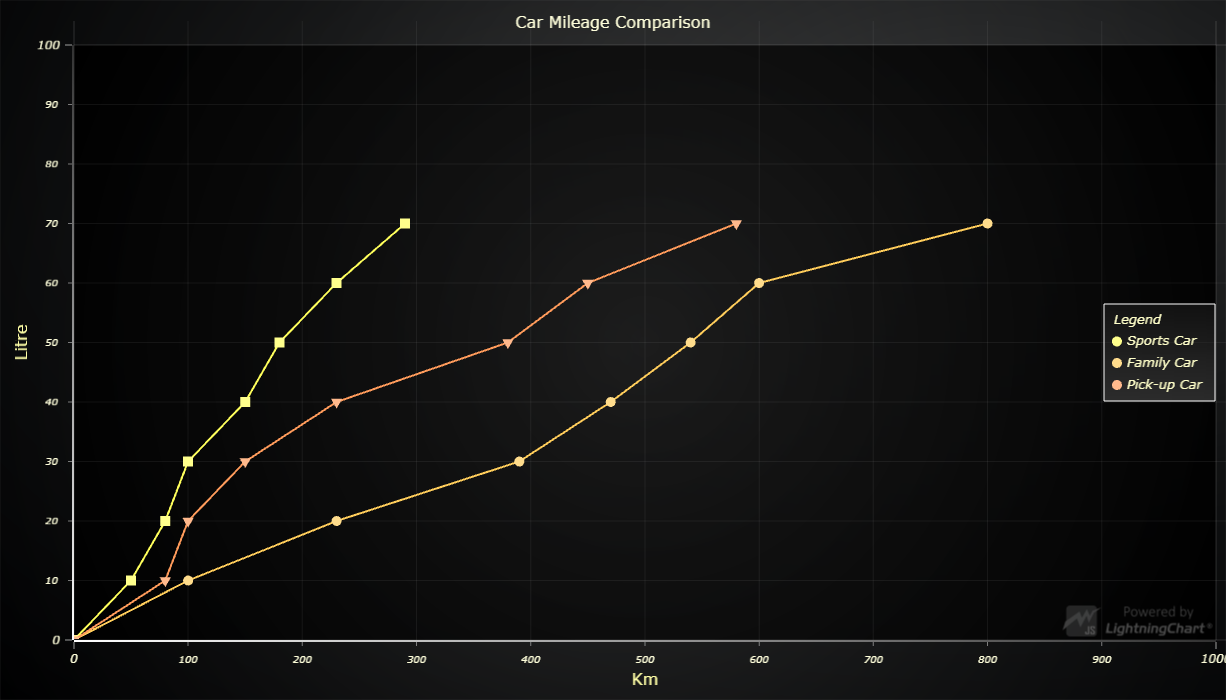 Car Mileage Comparison
100
90
80
70
60
50
40
30
20
10
0
Litre
0 100 200 300 400 500 600 700 800 900 1000
Km
Legend
Sports Car
Family Car
Pick-up Car
Powered by
JS LightningChart®